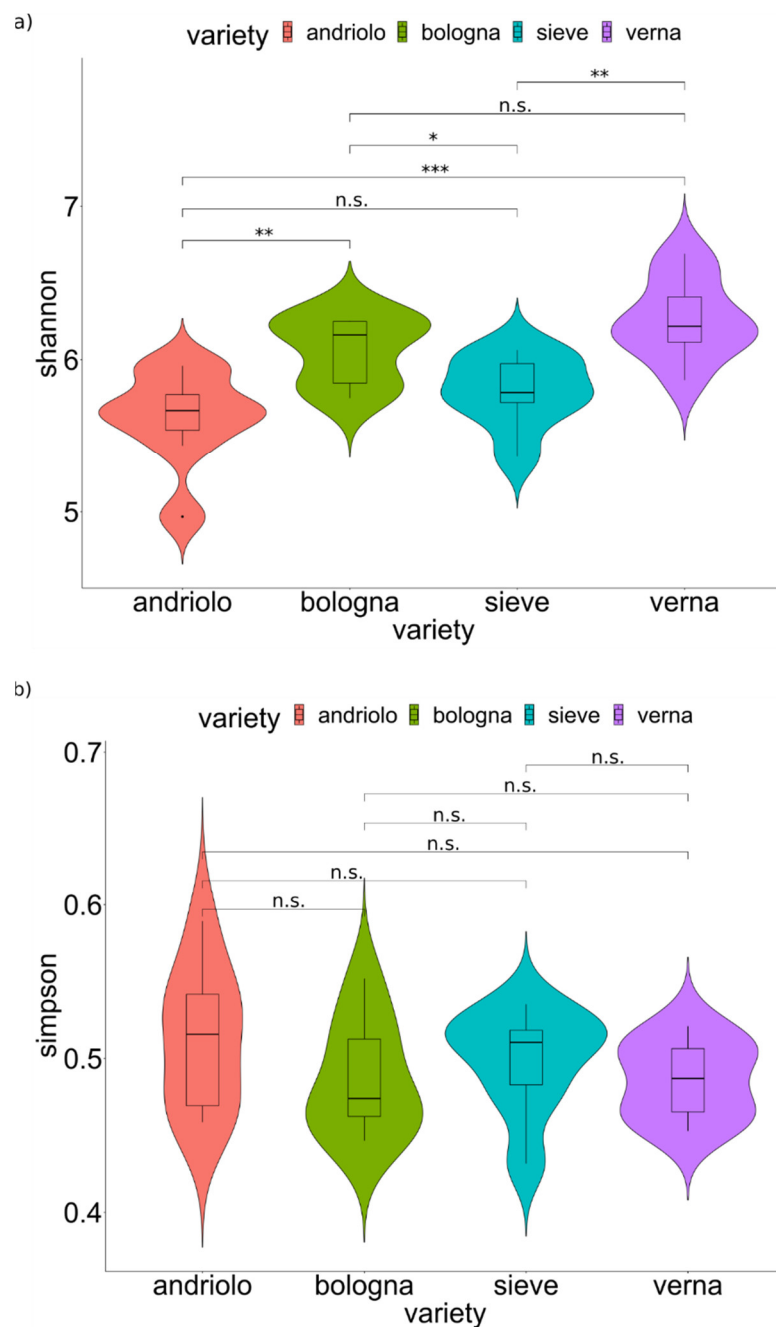 a)
variety andriolo bologna sieve verna
**
n.s.
*
***
n.s.
**
7
6
5
shannon
andriolo bologna sieve verna
variety
b)
variety andriolo bologna sieve verna
0.7
n.s.
n.s.
n.s.
n.s.
n.s.
n.s.
0.6
0.5
0.4
simpson
andriolo bologna sieve verna
variety